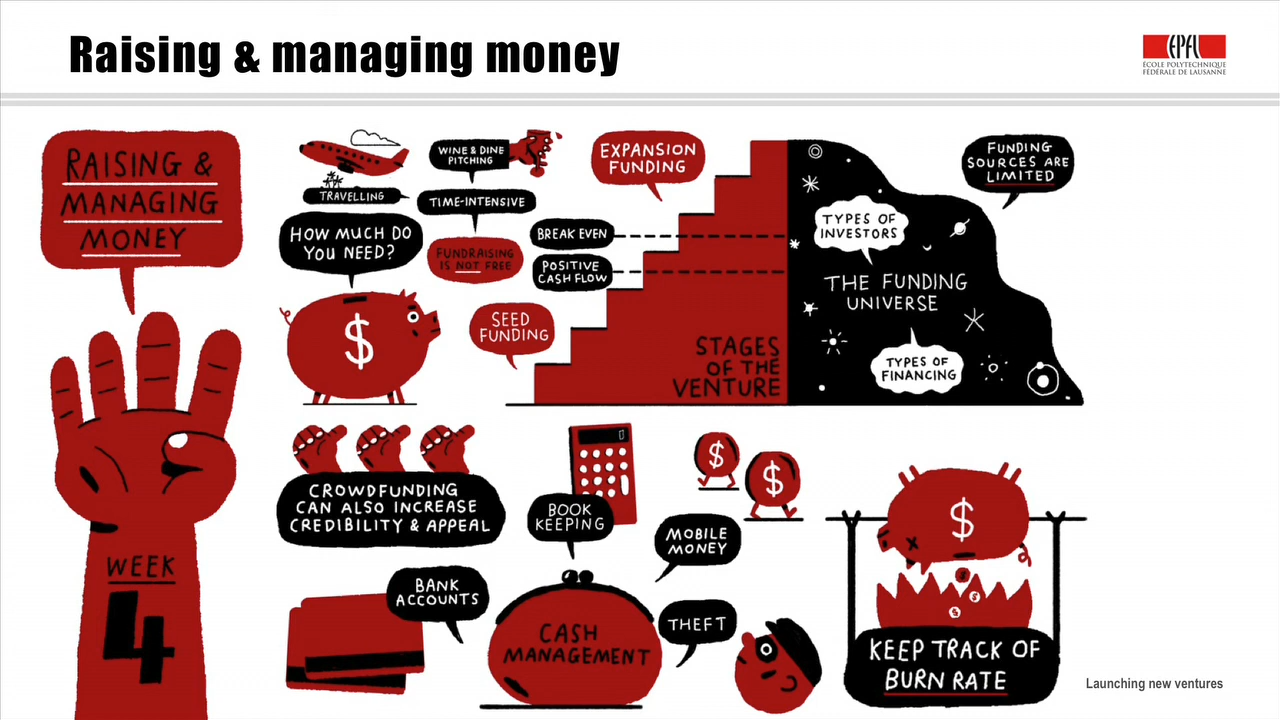 Raising & managing money
EPFL
ÉCOLE POLYTECHNIQUE
FÉDÉRALE DE LAUSANNE
RAISING &
MANAGING
MONEY
WEEK
4
TRAVELLING
WINE & DINE
PITCHING
TIME-INTENSIVE
FUNDRAISING
IS NOT FREE
HOW MUCH DO
YOU NEED?
$
EXPANSION
FUNDING
BREAK EVEN
POSITIVE
CASH FLOW
SEED
FUNDING
STAGES
OF THE
VENTURE
FUNDING
SOURCES ARE
LIMITED
TYPES OF
INVESTORS
THE FUNDING
UNIVERSE
TYPES OF
FINANCING
CROWDFUNDING
CAN ALSO INCREASE
CREDIBILITY & APPEAL
0
BOOK
KEEPING
$
$
MOBILE
MONEY
BANK
ACCOUNTS
CASH
MANAGEMENT
THEFT
$
$
$
KEEP TRACK OF
BURN RATE
Launching new ventures